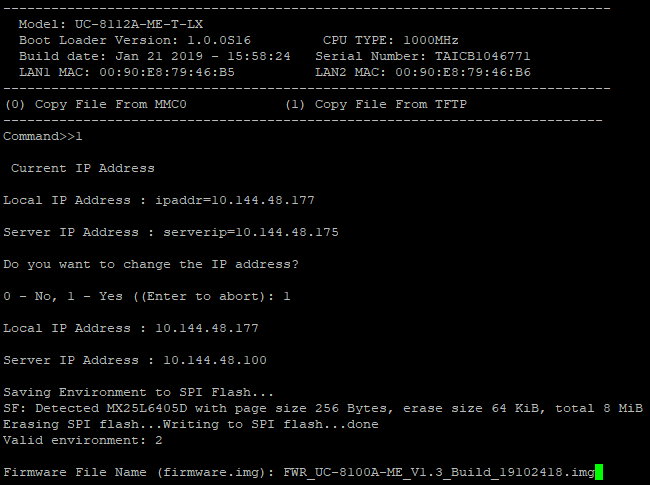 --------------------------------------------------------------------------
Model: UC-8112A-ME-T-LX
Boot Loader Version: 1.0.0S16 CPU TYPE: 1000MHz
Build date: Jan 21 2019 - 15:58:24 Serial Number: TAICB1046771
LAN1 MAC: 00:90:E8:79:46:B5 LAN2 MAC: 00:90:E8:79:46:B6
--------------------------------------------------------------------------
(0) Copy File From MMC0 (1) Copy File From TFTP
--------------------------------------------------------------------------
Command>>1
Current IP Address
Local IP Address : ipaddr=10.144.48.177
Server IP Address : serverip=10.144.48.175
Do you want to change the IP address?
0 - No, 1 - Yes ((Enter to abort): 1
Local IP Address : 10.144.48.177
Server IP Address : 10.144.48.100
Saving Environment to SPI Flash...
SF: Detected MX25L6405D with page size 256 Bytes, erase size 64 KiB, total 8 MiB
Erasing SPI flash...Writing to SPI flash...done
Valid environment: 2
Firmware File Name (firmware.img): FWR_UC-8100A-ME_V1.3_Build_19102418.img